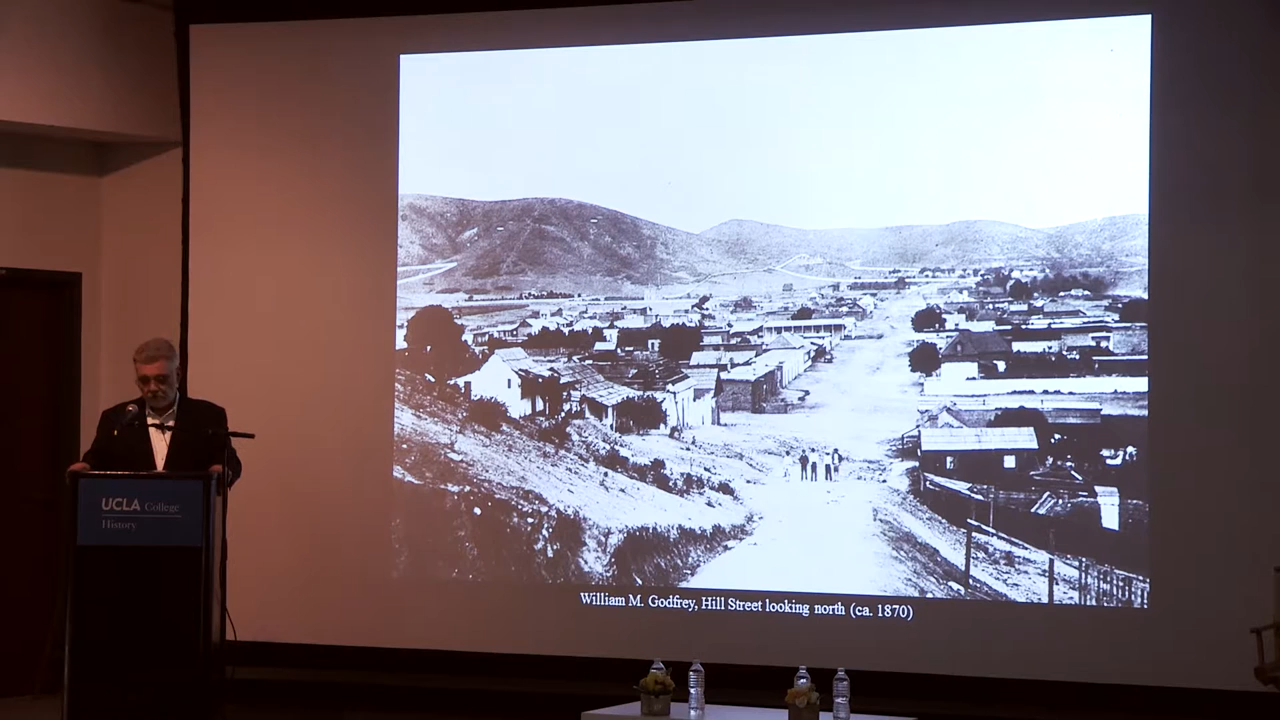 UCLA College
History
William M. Godfrey, Hill Street looking north (ca. 1870)